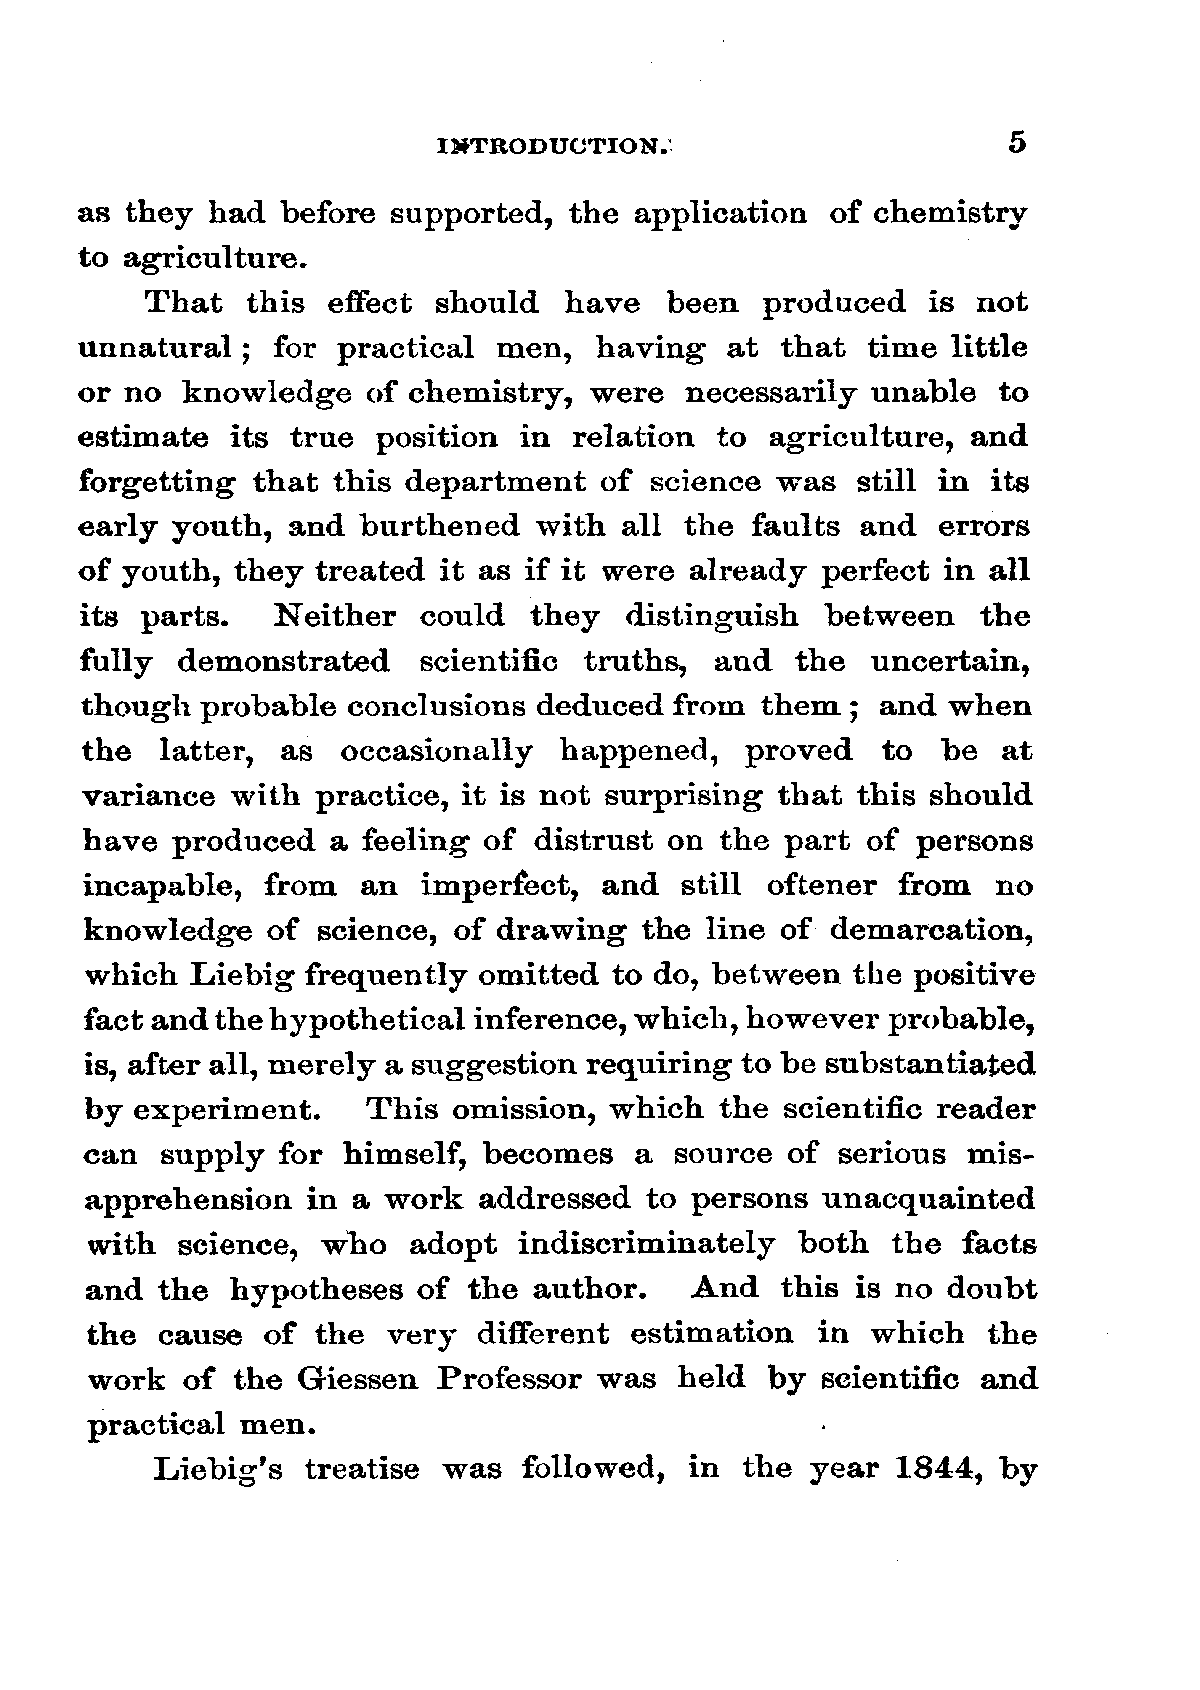 INTRODUCTION. 5
as they had before supported, the application of chemistry
to agriculture.
That this effect should have been produced is not
unnatural ; for practical men, having at that time little
or no knowledge of chemistry, were necessarily unable to
estimate its true position in relation to agriculture, and
forgetting that this department of science was still in its
early youth, and burthened with all the faults and errors
of youth, they treated it as if it were already perfect in all
its parts. Neither could they distinguish between the
fully demonstrated scientific truths, and the uncertain,
though probable conclusions deduced from them ; and when
the latter, as occasionally happened, proved to be at
variance with practice, it is not surprising that this should
have produced a feeling of distrust on the part of persons
incapable, from an imperfect, and still oftener from no
knowledge of science, of drawing the line of demarcation,
which Liebig frequently omitted to do, between the positive
fact and the hypothetical inference, which, however probable,
is, after all, merely a suggestion requiring to be substantiated
by experiment. This omission, which the scientific reader
can supply for himself, becomes a source of serious mis-
apprehension in a work addressed to persons unacquainted
with science, who adopt indiscriminately both the facts
and the hypotheses of the author. And this is no doubt
the cause of the very different estimation in which the
work of the Giessen Professor was held by scientific and
practical men.
Liebig's treatise was followed, in the year 1844, by